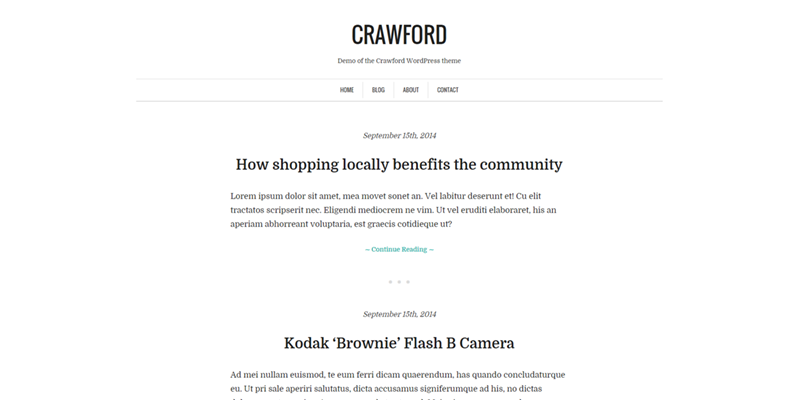 CRAWFORD
Demo of the Crawford WordPress theme
HOME
BLOG
ABOUT
CONTACT
September 15th, 2014
How shopping locally benefits the community
Lorem ipsum dolor sit amet, mea movet sonet an. Vel labitur deserunt et! Cu elit
tractatos scripserit nec. Eligendi mediocrem ne vim. Ut vel eruditi elaboraret, his an
aperiam abhorreant voluptaria, est graecis cotidieque ut?
— Continue Reading —
September 15th, 2014
Kodak ‘Brownie’ Flash B Camera
Ad mei nullam euismod, te eum ferri dicam quaerendum, has quando concludaturque
eu. Ut pri sale aperiri salutatus, dicta accusamus signiferumque ad his, no dictas